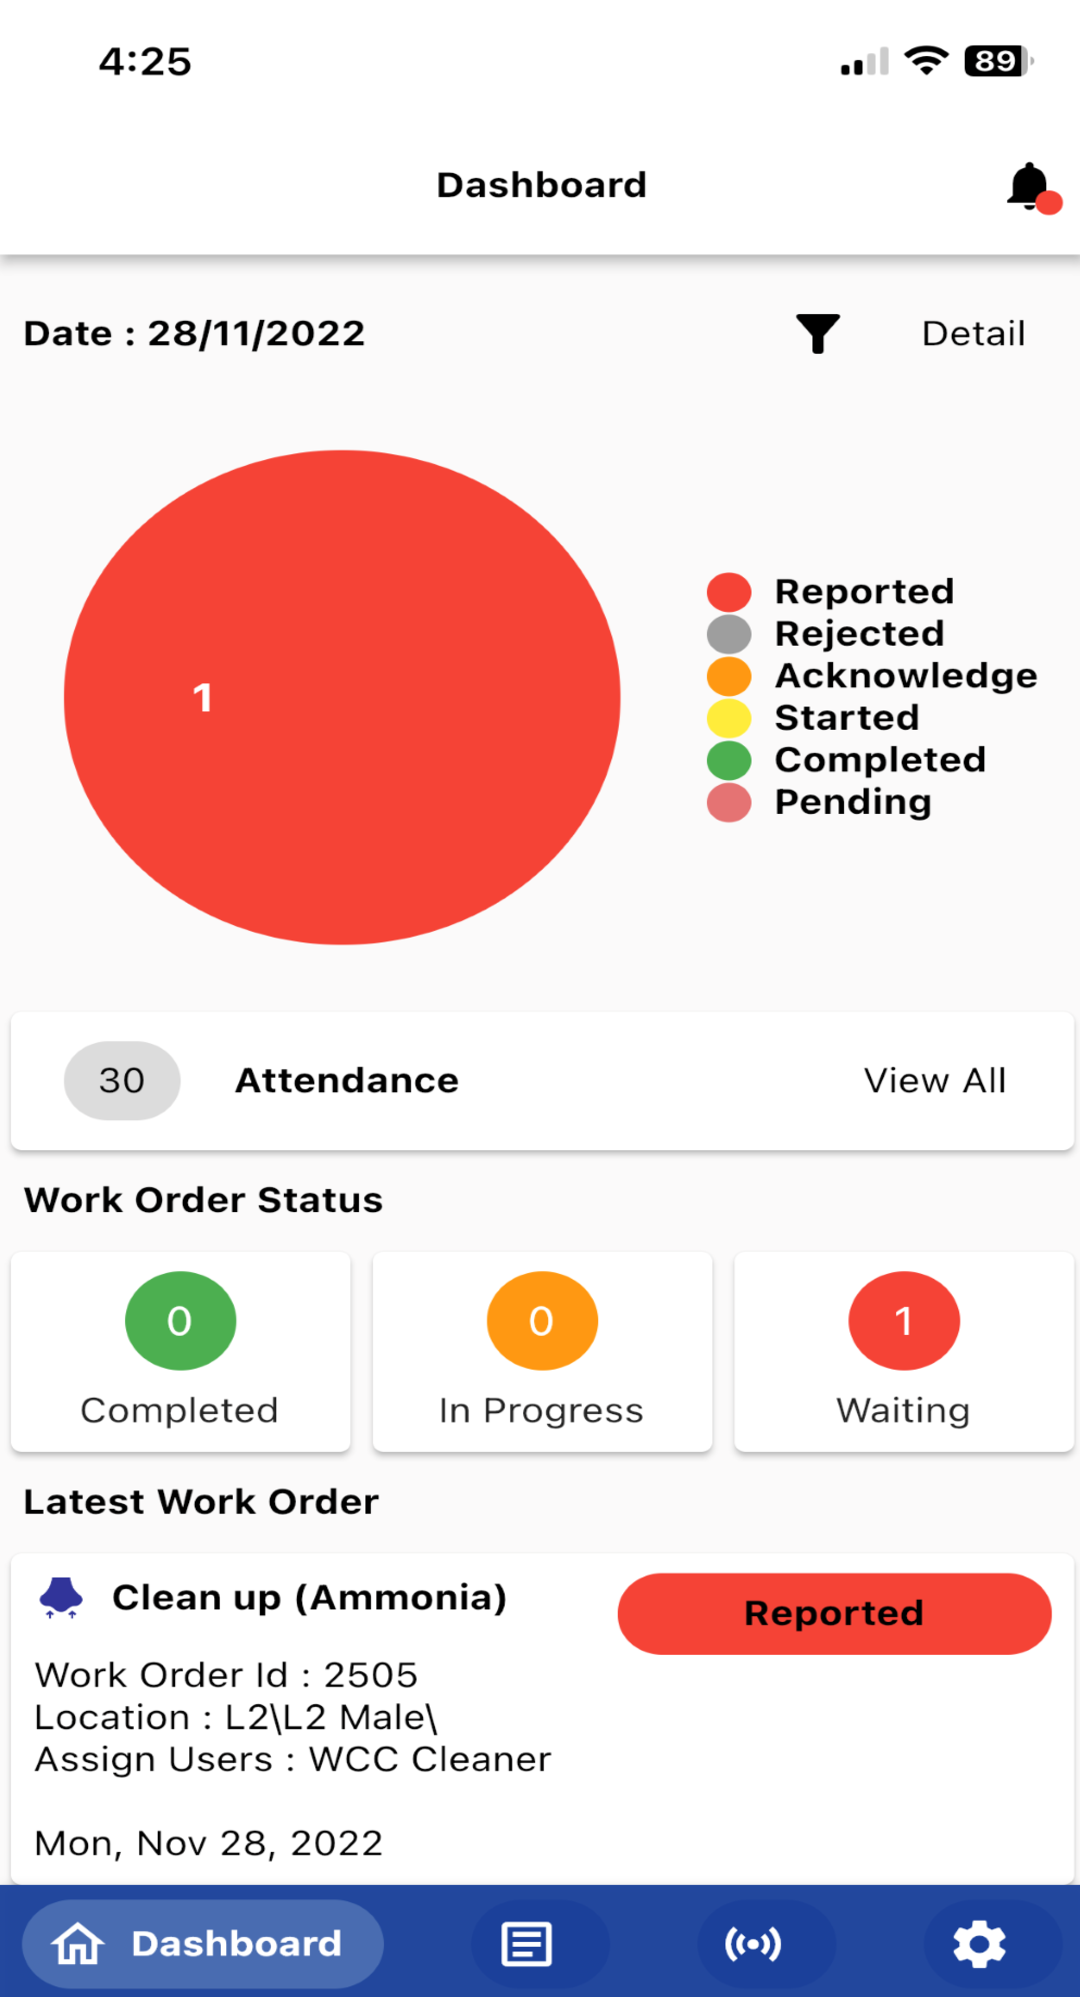 4:25
89
Dashboard
Date : 28/11/2022
Detail
1
Reported
Rejected
Acknowledge
Started
Completed
Pending
30 Attendance View All
Work Order Status
0 0 1
Completed In Progress Waiting
Latest Work Order
Clean up (Ammonia)
Reported
Work Order Id : 2505
Location : L2\L2 Male\
Assign Users : WCC Cleaner
Mon, Nov 28, 2022
Dashboard